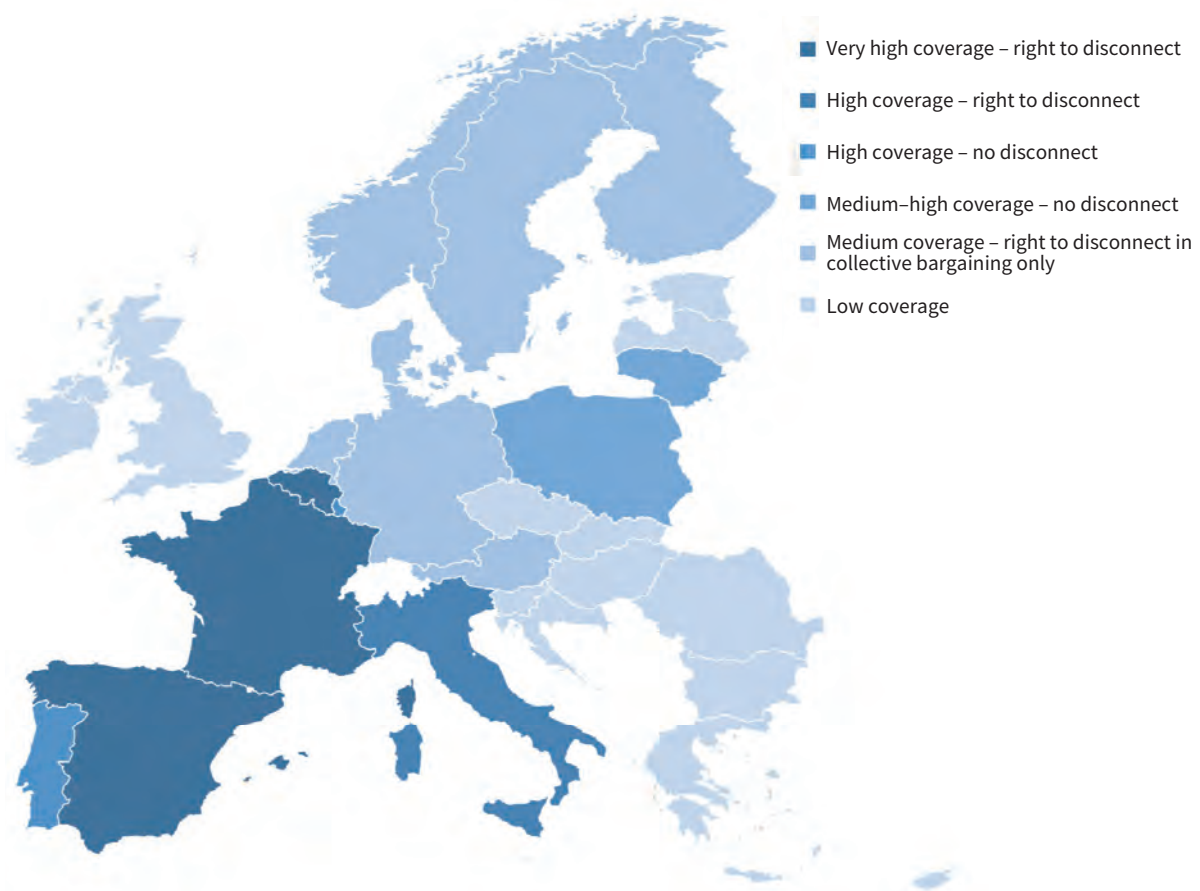 Very high coverage – right to disconnect
High coverage – right to disconnect
High coverage – no disconnect
Medium–high coverage – no disconnect
Medium coverage – right to disconnect in
collective bargaining only
Low coverage